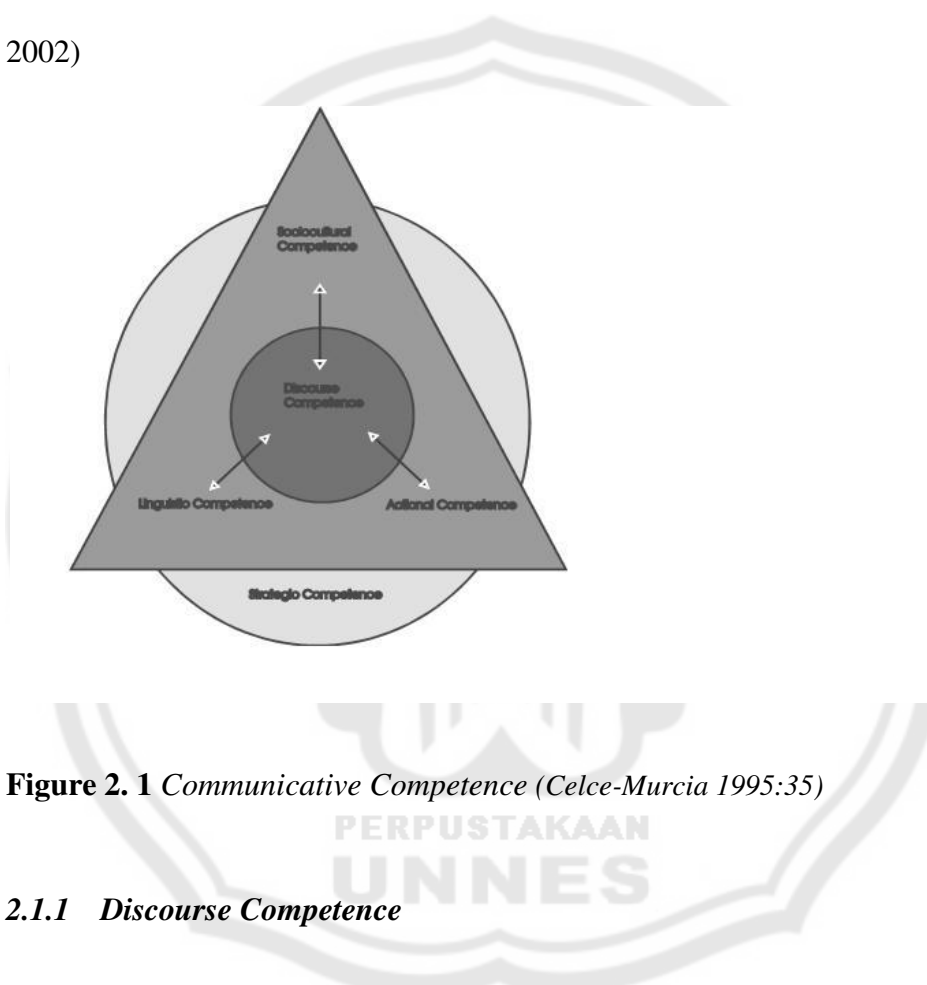 2002)
Sociocultural
Competence
Discourse
Competence
Linguistic Competence
Actional Competence
Strategic Competence
Figure 2. 1 Communicative Competence (Celce-Murcia 1995:35)
PERPUSTAKAAN
UNNES
2.1.1 Discourse Competence